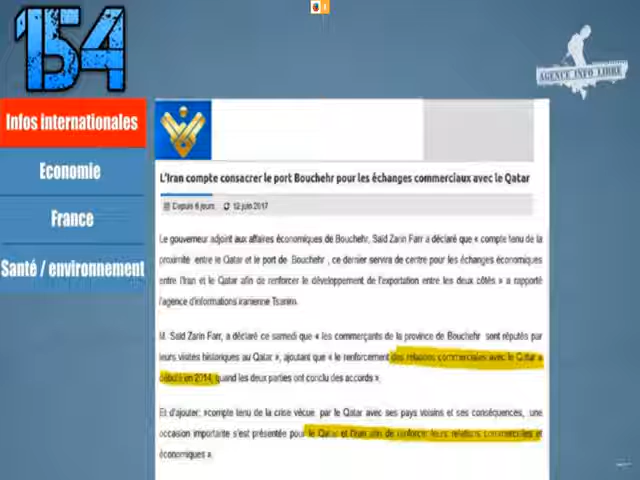 154
AGENCE INFO LIBRE
Infos internationales
Economie
France
Santé / environnement
L'Iran compte consacrer le port Bouchehr pour les échanges commerciaux avec le Qatar
Depuis 6 jours 12 juin 2017
Le gouverneur adjoint aux affaires économiques de Bouchehr, Saïd Zarin Farr a déclaré que « compte tenu de la
proximité entre le Qatar et le port de Bouchehr , ce dernier servira de centre pour les échanges économiques
entre l'Iran et le Qatar afin de renforcer le développement de l'exportation entre les deux côtés » a rapporté
l'agence d'informations iranienne Tsanim.
M. Saïd Zarin Farr, a déclaré ce samedi que « les commerçants de la province de Bouchehr sont réputés par
leurs visites historiques au Qatar », ajoutant que « le renforcement des relations commerciales avec le Qatar a
débuté en 2014, quand les deux parties ont conclu des accords ».
Et d'ajouter: »compte tenu de la crise vécue par le Qatar avec ses pays voisins et ses conséquences, une
occasion importante s'est présentée pour le Qatar et l'Iran afin de renforcer leurs relations commerciales et
économiques ».